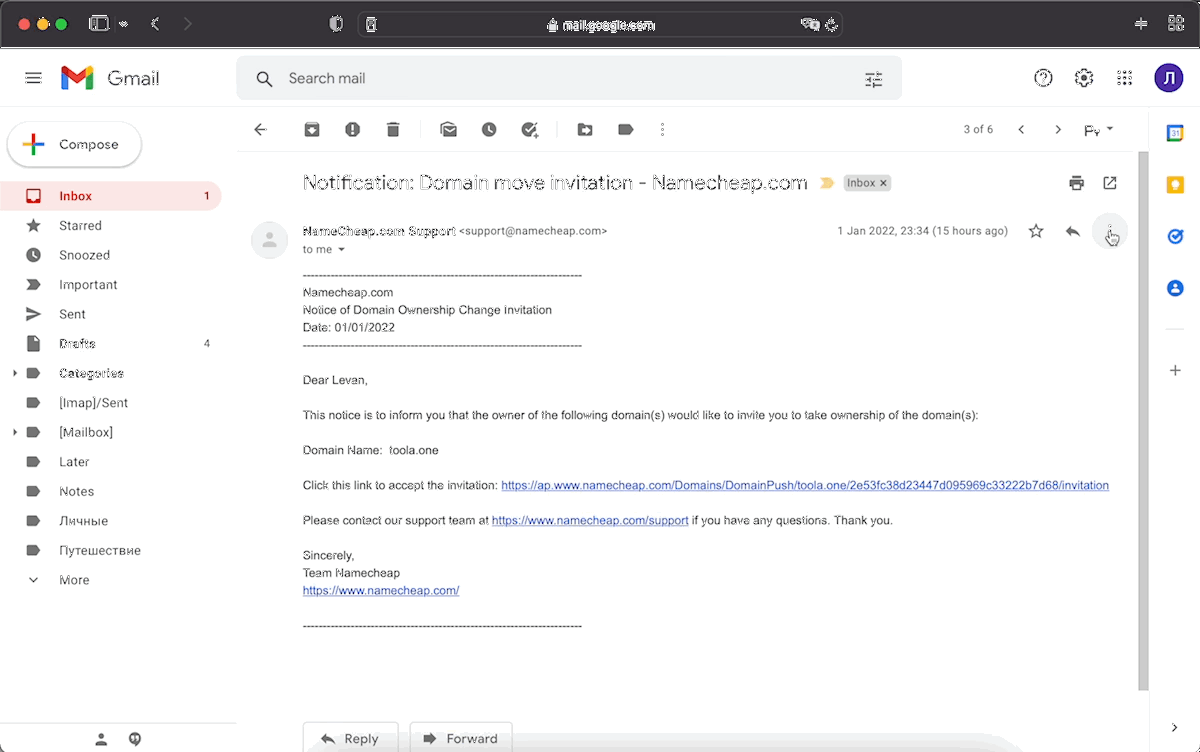 mail.google.com
Gmail
Search mail
Л
Compose
3 of 6
31
Inbox 1
Starred
Snoozed
Important
Sent
Drafts 4
Categories
[Imap]/Sent
[Mailbox]
Later
Notes
Личные
Путешествие
More
Notification: Domain move invitation - Namecheap.com Inbox ×
NameCheap.com Support <support@namecheap.com> 1 Jan 2022, 23:34 (15 hours ago)
to me
----------------------------------------------------------------------
Namecheap.com
Notice of Domain Ownership Change Invitation
Date: 01/01/2022
----------------------------------------------------------------------
Dear Levan,
This notice is to inform you that the owner of the following domain(s) would like to invite you to take ownership of the domain(s):
Domain Name: toola.one
Click this link to accept the invitation: https://ap.www.namecheap.com/Domains/DomainPush/toola.one/2e53fc38d23447d095969c33222b7d68/invitation
Please contact our support team at https://www.namecheap.com/support if you have any questions. Thank you.
Sincerely,
Team Namecheap
https://www.namecheap.com/
----------------------------------------------------------------------
Reply
Forward